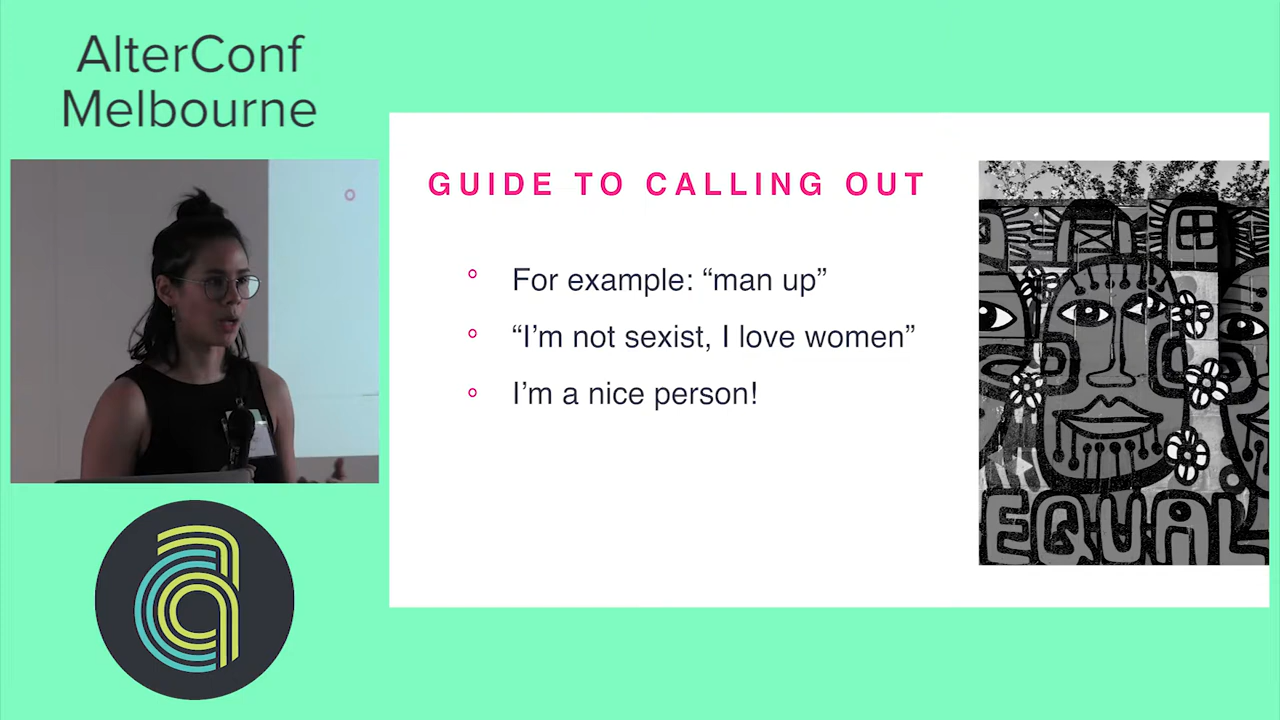 AlterConf
Melbourne
GUIDE TO CALLING OUT
For example: “man up”
“I’m not sexist, I love women”
I’m a nice person!
EQUAL